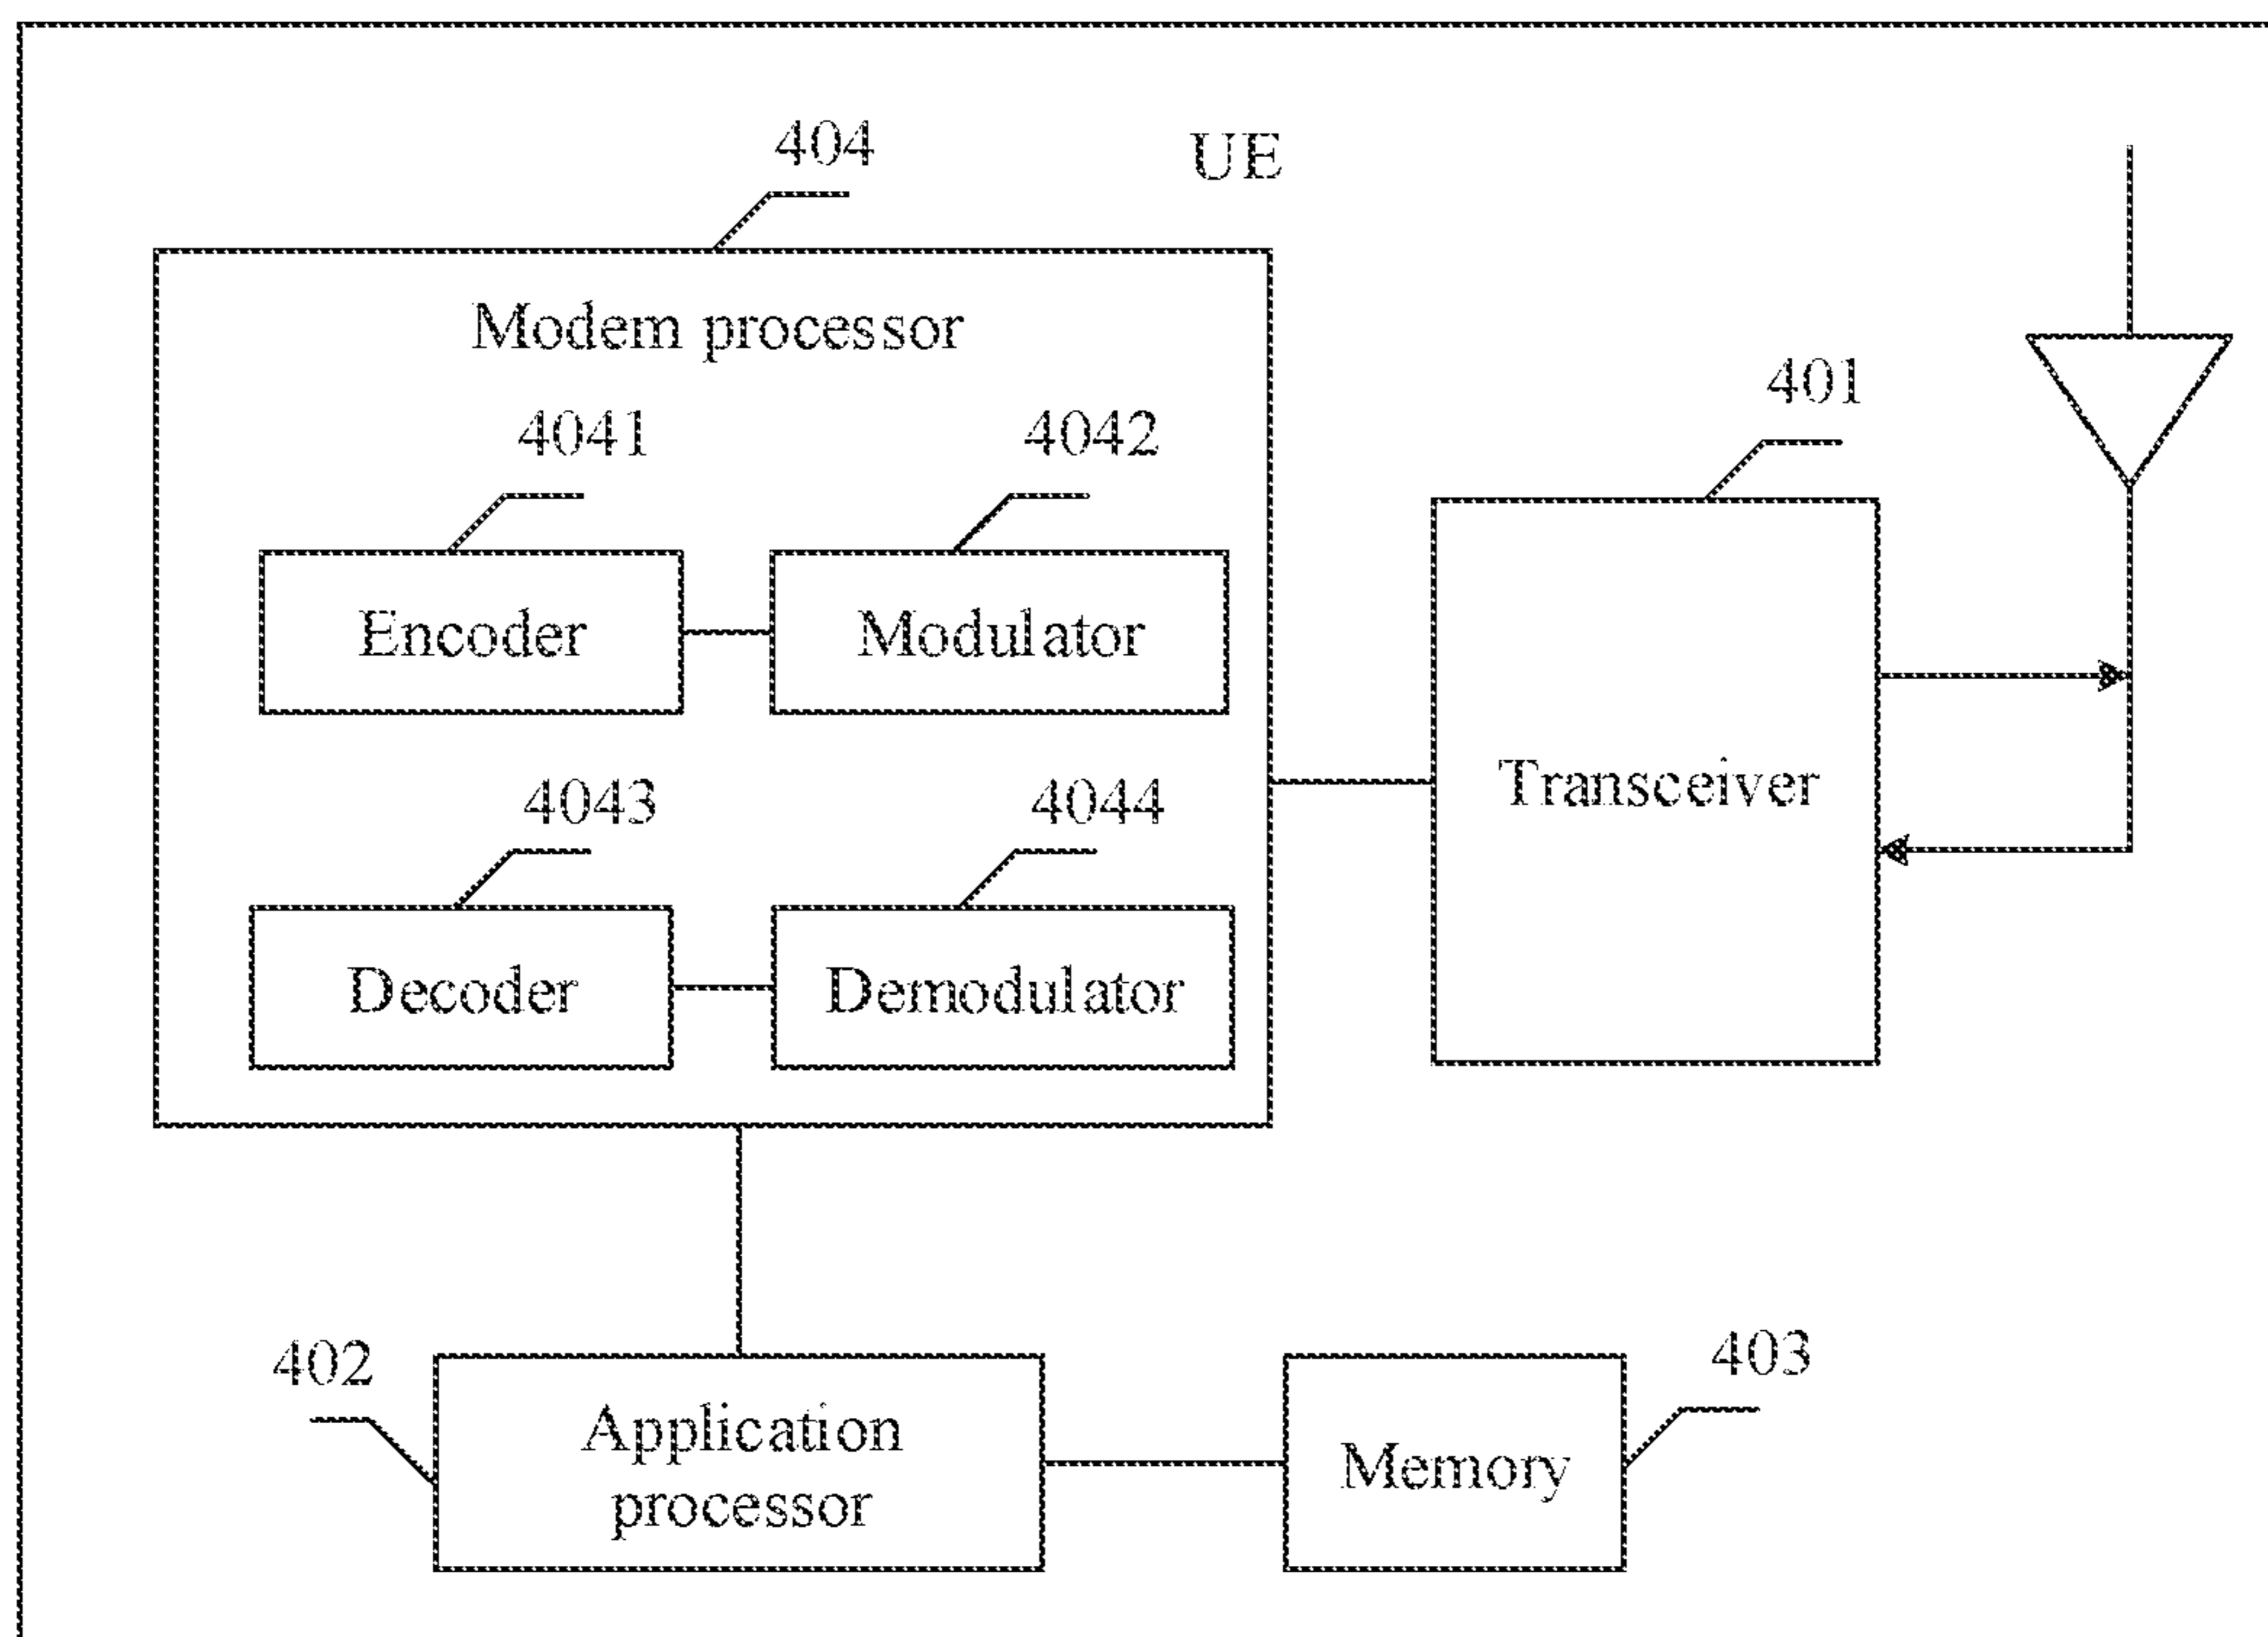 404
UE
Modem processor
401
4041
4042
Encoder
Modulator
Transceiver
4043
4044
Decoder
Demodulator
402
403
Application
processor
Memory